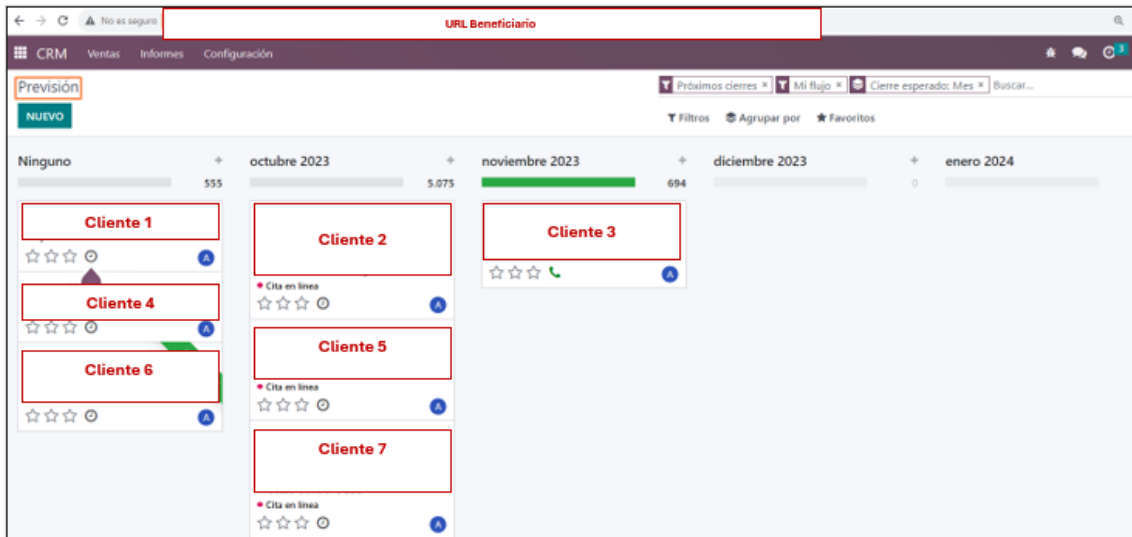 No es seguro
URL Beneficiario
CRM Ventas Informes Configuración
3
Previsión
Próximos cierres × Mi flujo × Cierre esperado: Mes × Buscar...
NUEVO
Filtros Agrupar por Favoritos
Ninguno + octubre 2023 + noviembre 2023 + diciembre 2023 + enero 2024
555 5.075 694 0
Cliente 1
A
Cliente 4
A
Cliente 6
A
Cliente 2
Cita en línea
A
Cliente 5
Cita en línea
A
Cliente 7
Cita en línea
A
Cliente 3
A